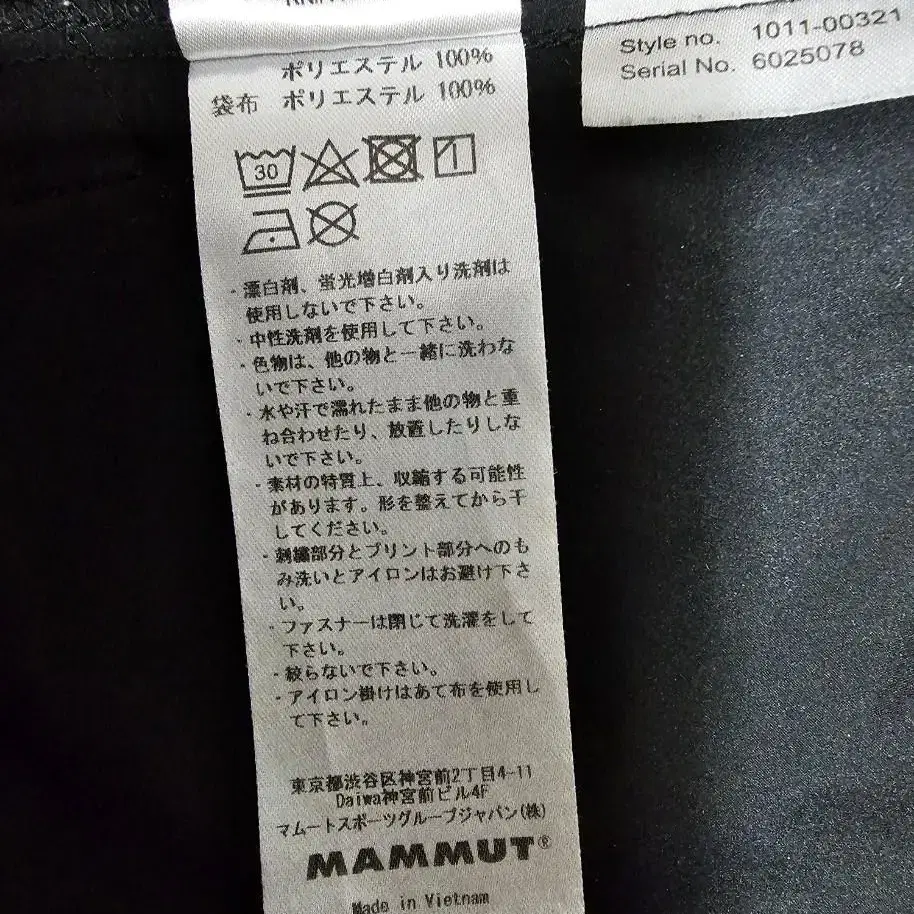 ポリエステル 100%
袋布 ポリエステル 100%
30
・漂白剤、蛍光増白剤入り洗剤は
使用しないで下さい。
・中性洗剤を使用して下さい。
・色物は、他の物と一緒に洗わな
いで下さい。
・水や汗で濡れたまま他の物と重
ね合わせたり、放置したりしな
いで下さい。
・素材の特質上、収縮する可能性
があります。形を整えてから干
してください。
・刺繍部分とプリント部分へのも
み洗いとアイロンはお避け下さ
い。
・ファスナーは閉じて洗濯をして
下さい。
・絞らないで下さい。
・アイロン掛けはあて布を使用し
て下さい。
東京都渋谷区神宮前2丁目4-11
Daiwa神宮前ビル4F
マムートスポーツグループジャパン(株)
MAMMUT®
Made in Vietnam
Style no. 1011-00321
Serial No. 6025078